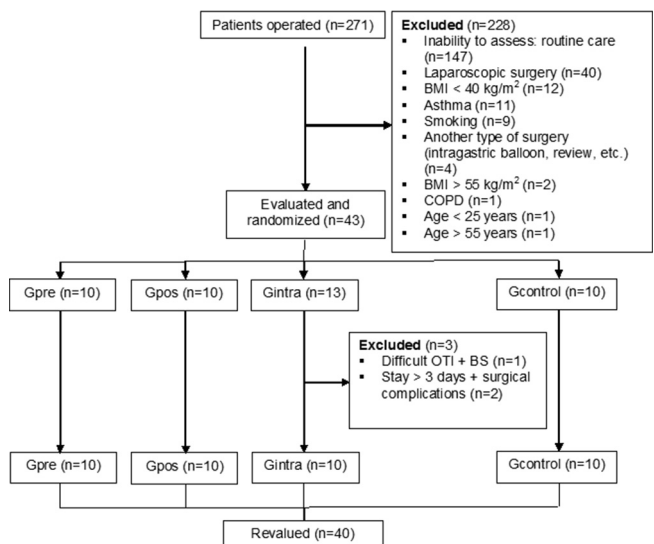 Patients operated (n=271)
Excluded (n=228)
▪ Inability to assess: routine care
(n=147)
▪ Laparoscopic surgery (n=40)
▪ BMI < 40 kg/m² (n=12)
▪ Asthma (n=11)
▪ Smoking (n=9)
▪ Another type of surgery
(intragastric balloon, review, etc.)
(n=4)
▪ BMI > 55 kg/m² (n=2)
▪ COPD (n=1)
▪ Age < 25 years (n=1)
▪ Age > 55 years (n=1)
Evaluated and
randomized (n=43)
Gpre (n=10)
Gpos (n=10)
Gintra (n=13)
Gcontrol (n=10)
Excluded (n=3)
▪ Difficult OTI + BS (n=1)
▪ Stay > 3 days + surgical
complications (n=2)
Gpre (n=10)
Gpos (n=10)
Gintra (n=10)
Gcontrol (n=10)
Revalued (n=40)